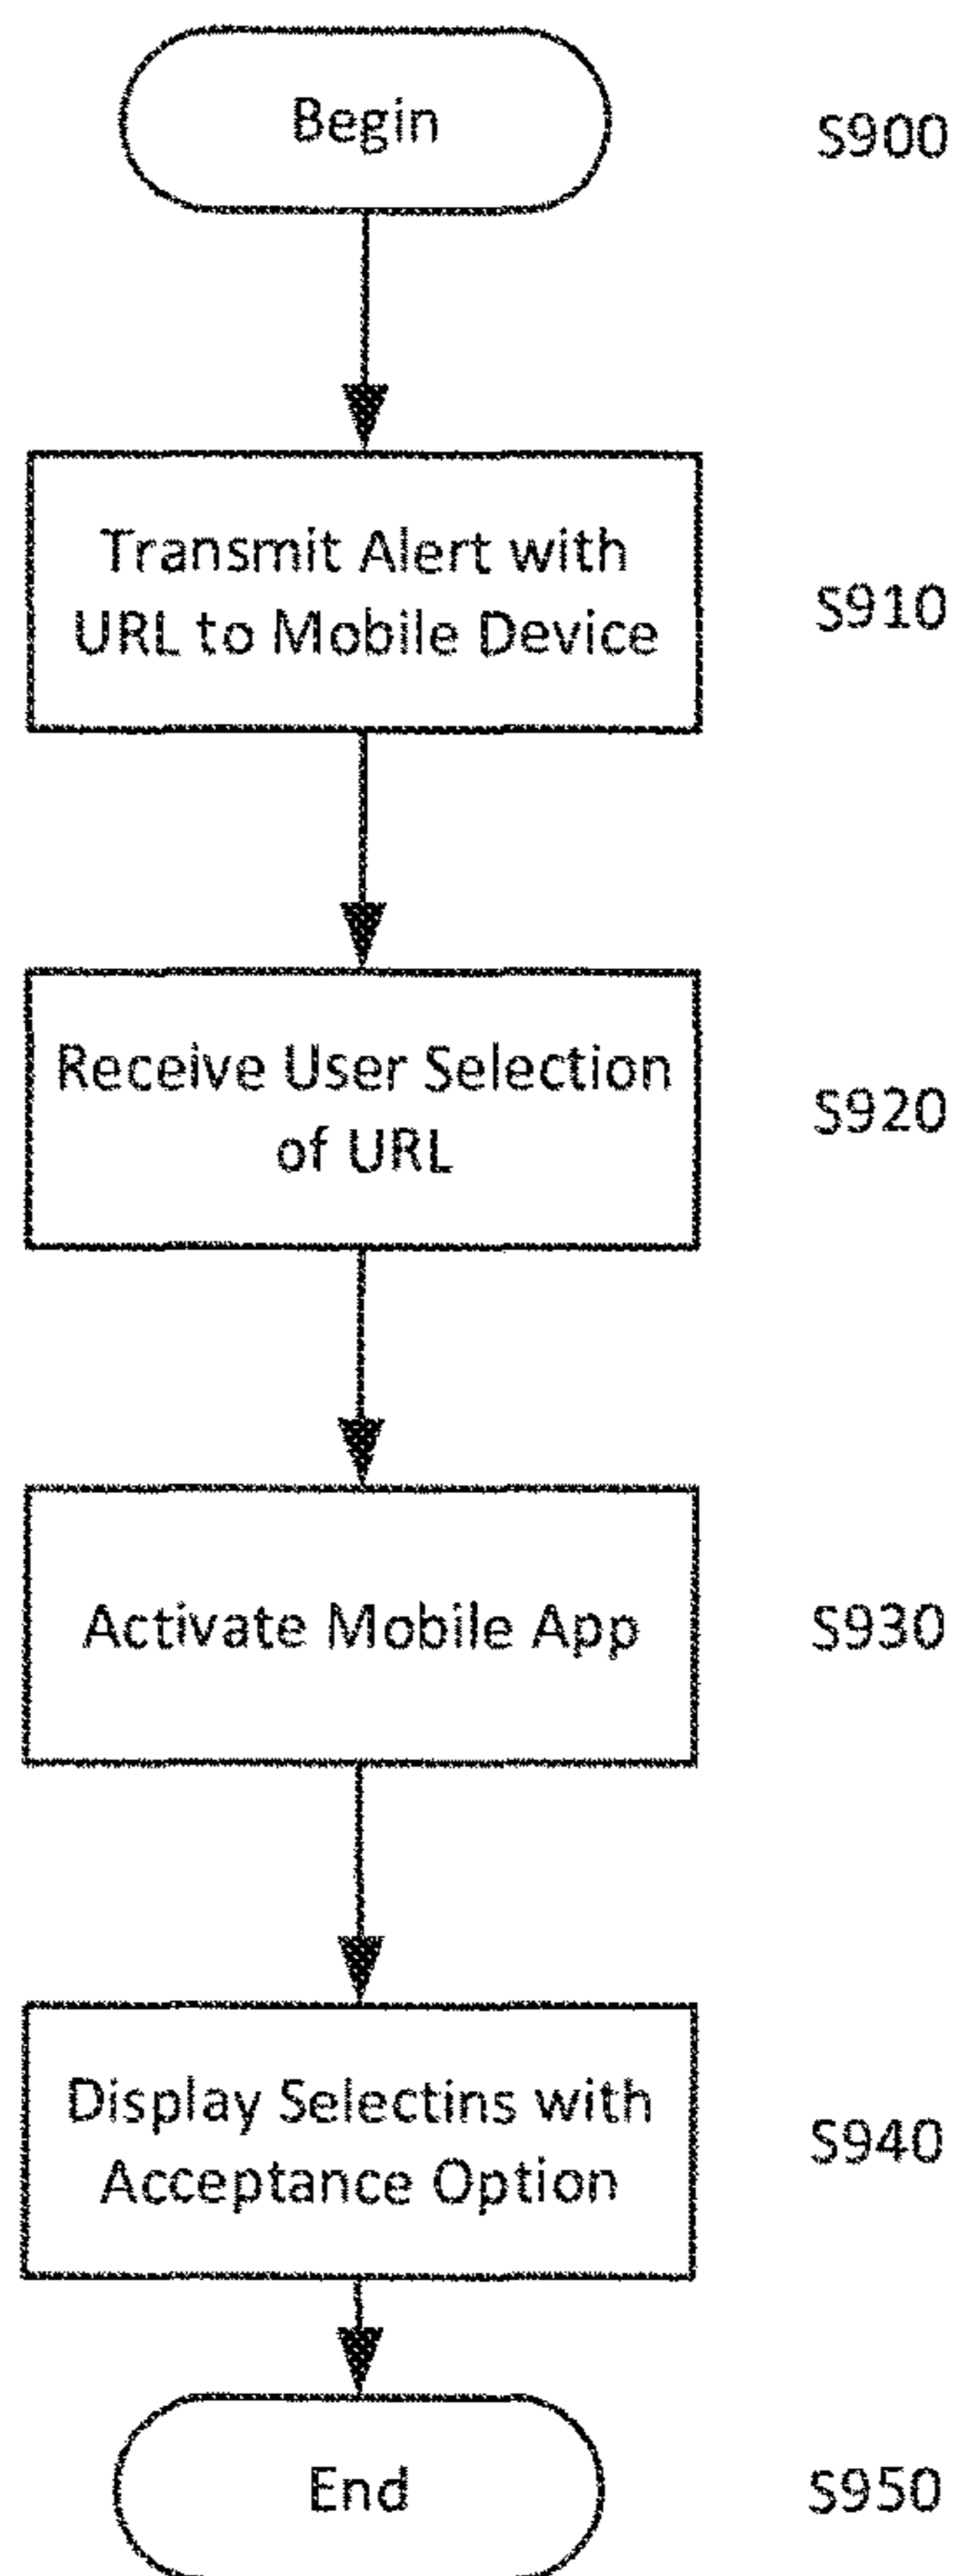 Begin
S900
Transmit Alert with
URL to Mobile Device
S910
Receive User Selection
of URL
S920
Activate Mobile App
S930
Display Selectins with
Acceptance Option
S940
End
S950